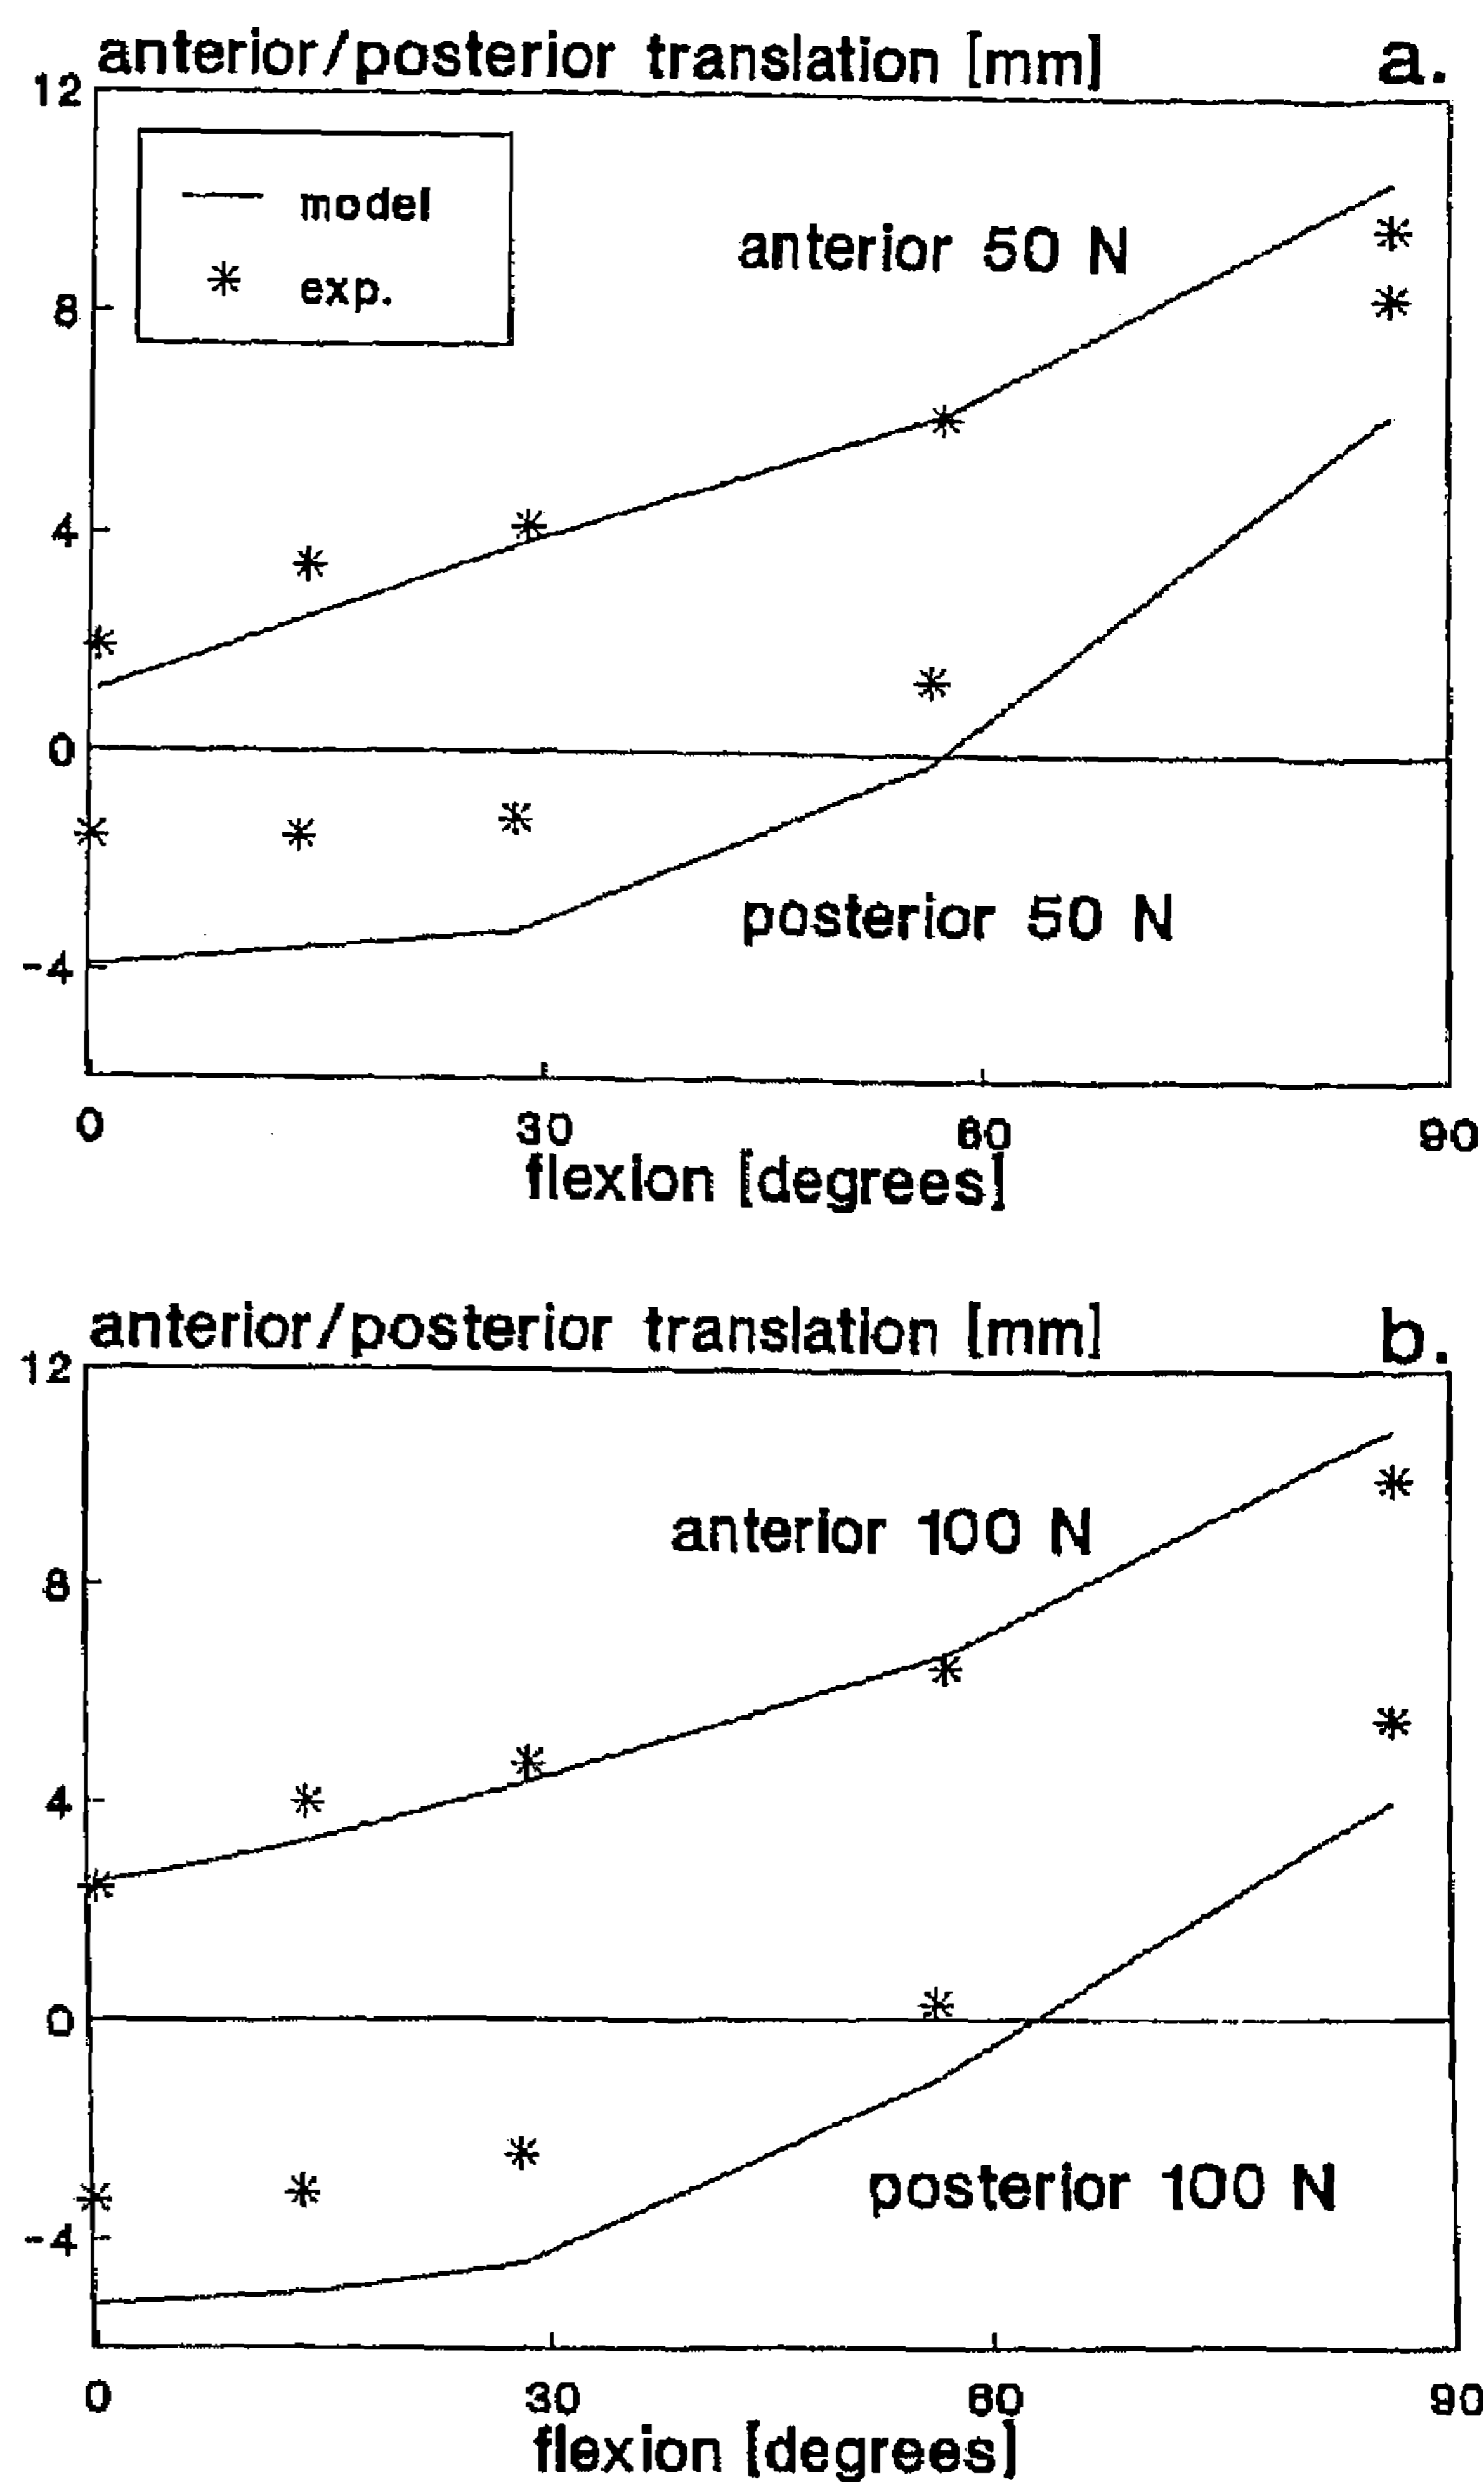 anterior/posterior translation [mm] a.
12
model
exp.
anterior 50 N
8
4
0
posterior 50 N
-4
0 30 60 90
flexion [degrees]
anterior/posterior translation [mm] b.
12
anterior 100 N
8
4
0
posterior 100 N
-4
0 30 60 90
flexion [degrees]